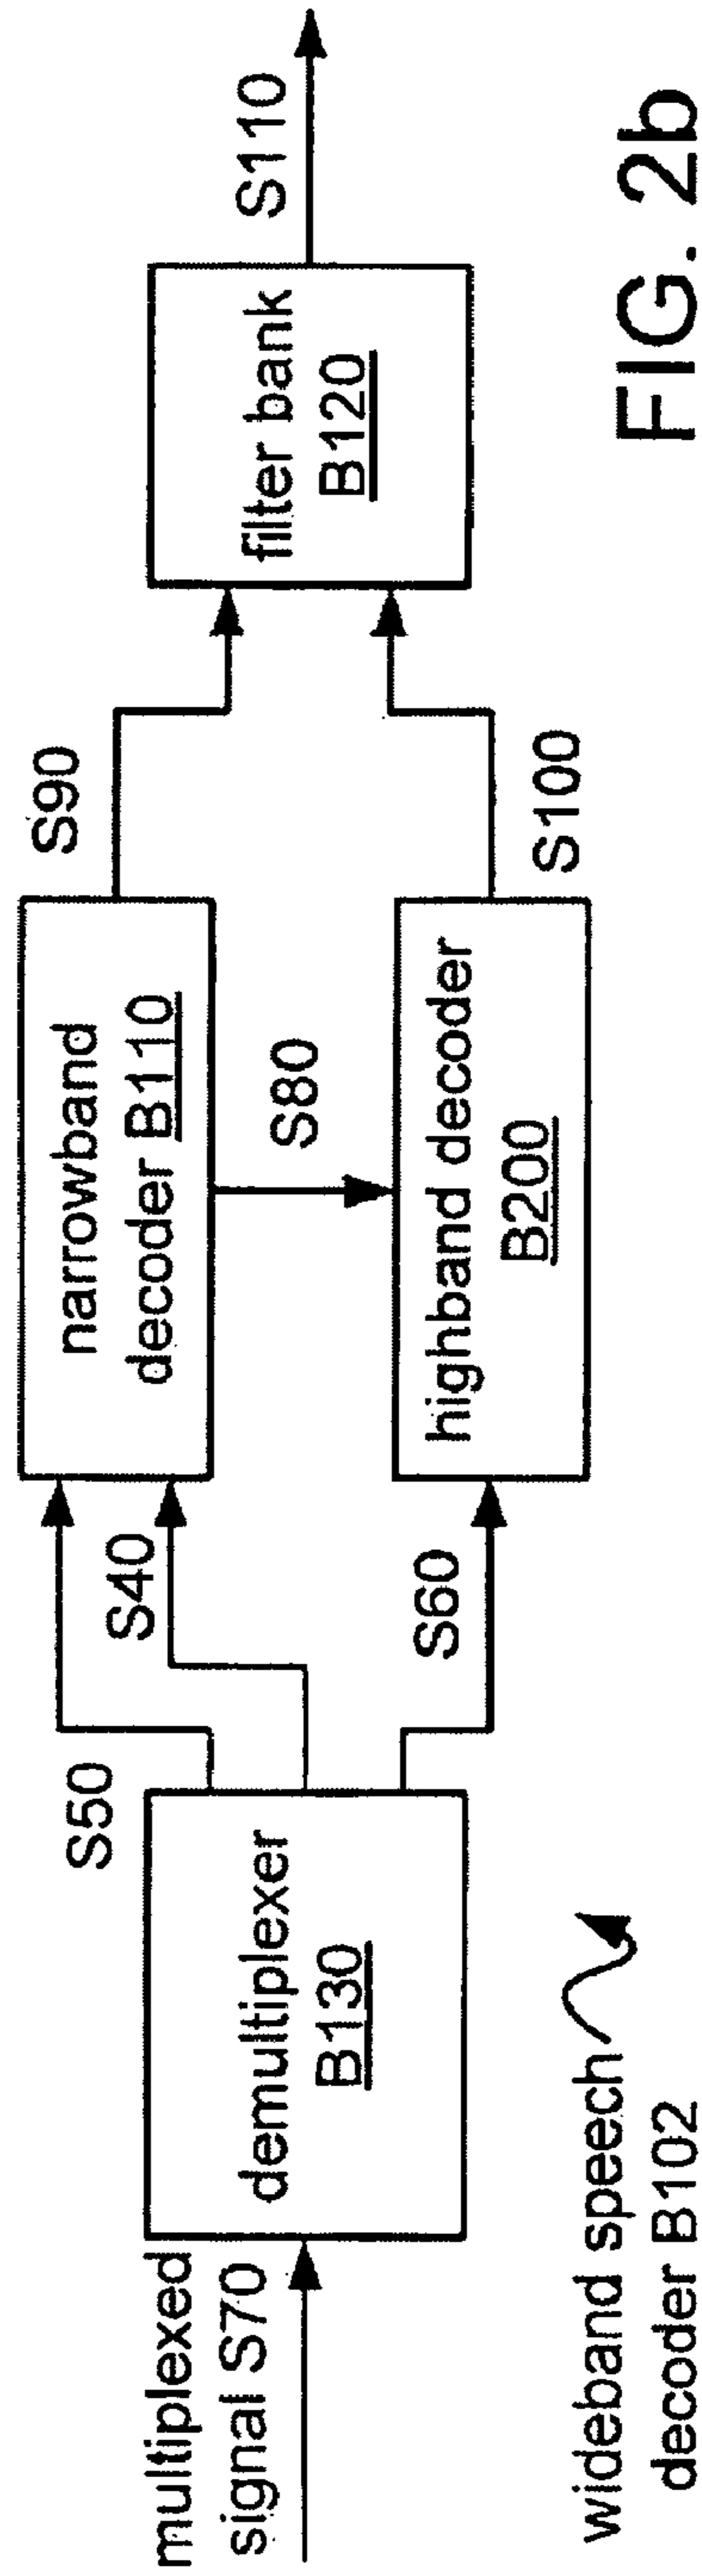 multiplexed
signal S70
demultiplexer
B130
S50
S40
S60
narrowband
decoder B110
S80
highband decoder
B200
S90
S100
filter bank
B120
S110
wideband speech
decoder B102
FIG. 2b